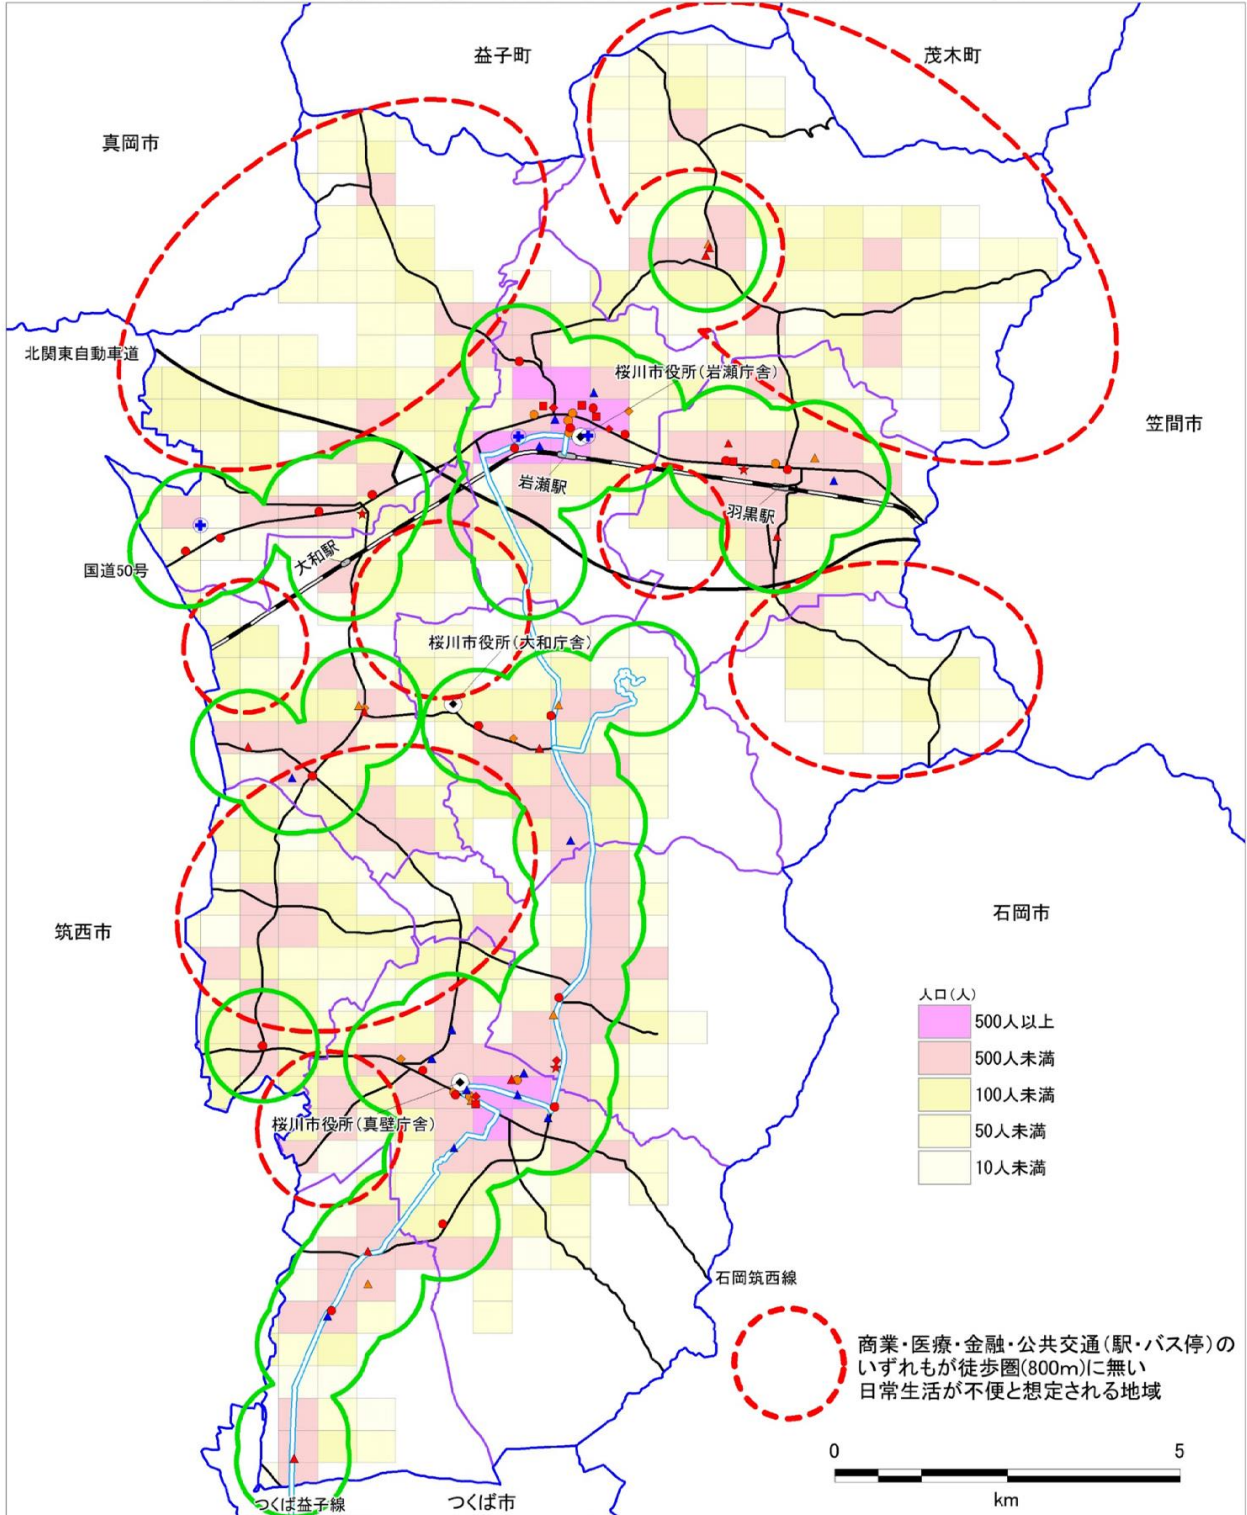 益子町
茂木町
真岡市
北関東自動車道
桜川市役所(岩瀬庁舎)
笠間市
岩瀬駅
羽黒駅
大和駅
国道50号
桜川市役所(大和庁舎)
筑西市
石岡市
人口(人)
500人以上
500人未満
100人未満
50人未満
10人未満
桜川市役所(真壁庁舎)
石岡筑西線
商業・医療・金融・公共交通(駅・バス停)の
いずれもが徒歩圏(800m)に無い
日常生活が不便と想定される地域
0 5
km
つくば益子線
つくば市